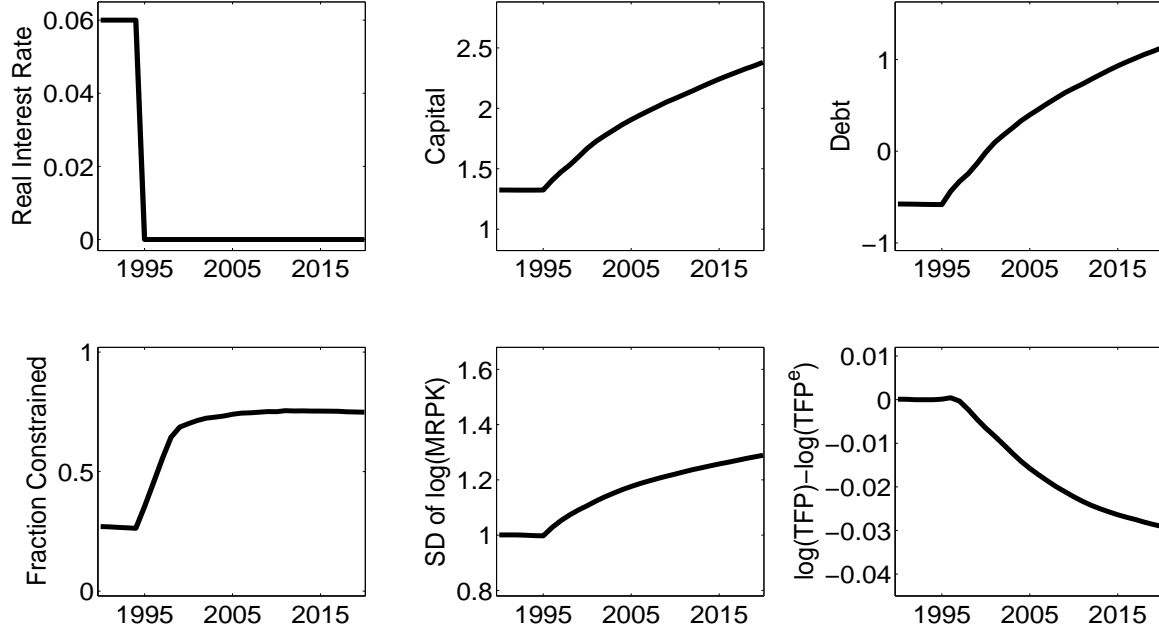 Real Interest Rate
0.06
0.04
0.02
0
1995 2005 2015
Capital
2.5
2
1.5
1
1995 2005 2015
Debt
1
0
−1
1995 2005 2015
Fraction Constrained
1
0.5
0
1995 2005 2015
SD of log(MRPK)
1.6
1.4
1.2
1
0.8
1995 2005 2015
log(TFP)−log(TFPᵉ)
0.01
0
−0.01
−0.02
−0.03
−0.04
1995 2005 2015